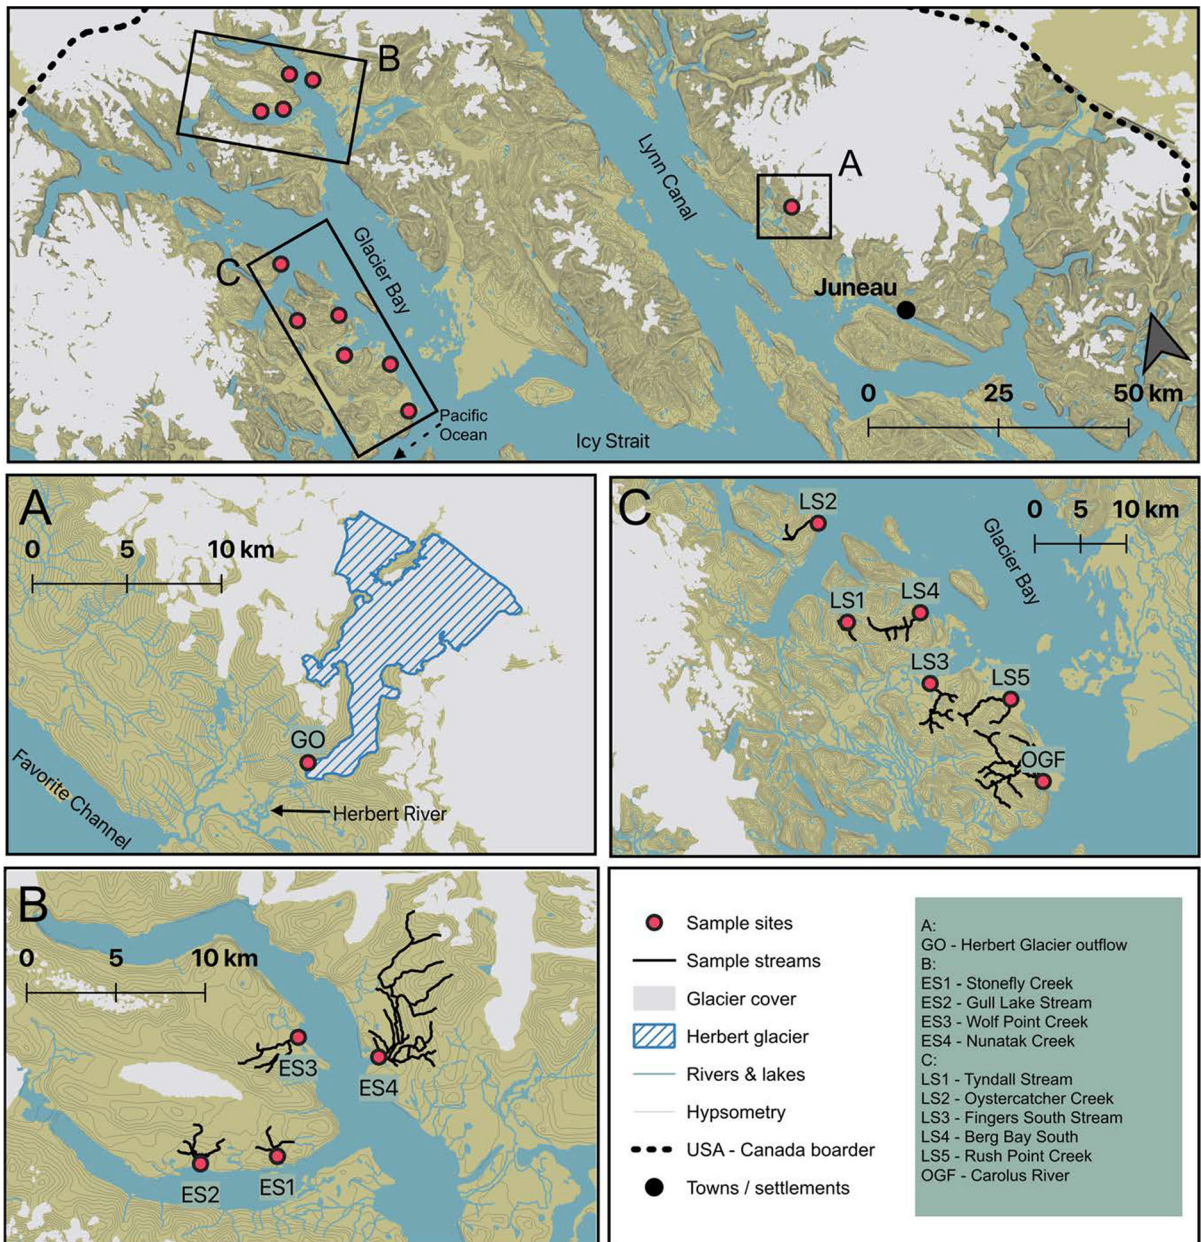 B
A
Lynn Canal
Glacier Bay
C
Juneau
0 25 50 km
Pacific
Ocean
Icy Strait
A
0 5 10 km
GO
Herbert River
Favorite Channel
C
0 5 10 km
LS2
Glacier Bay
LS1
LS4
LS3
LS5
OGF
B
0 5 10 km
ES3
ES4
ES2
ES1
Sample sites
Sample streams
Glacier cover
Herbert glacier
Rivers & lakes
Hypsometry
USA - Canada boarder
Towns / settlements
A:
GO - Herbert Glacier outflow
B:
ES1 - Stonefly Creek
ES2 - Gull Lake Stream
ES3 - Wolf Point Creek
ES4 - Nunatak Creek
C:
LS1 - Tyndall Stream
LS2 - Oystercatcher Creek
LS3 - Fingers South Stream
LS4 - Berg Bay South
LS5 - Rush Point Creek
OGF - Carolus River